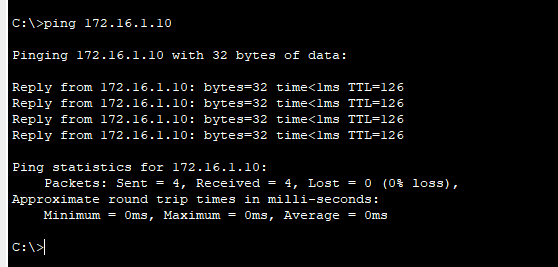 C:\>ping 172.16.1.10
Pinging 172.16.1.10 with 32 bytes of data:
Reply from 172.16.1.10: bytes=32 time<1ms TTL=126
Reply from 172.16.1.10: bytes=32 time<1ms TTL=126
Reply from 172.16.1.10: bytes=32 time<1ms TTL=126
Reply from 172.16.1.10: bytes=32 time<1ms TTL=126
Ping statistics for 172.16.1.10:
    Packets: Sent = 4, Received = 4, Lost = 0 (0% loss),
Approximate round trip times in milli-seconds:
    Minimum = 0ms, Maximum = 0ms, Average = 0ms
C:\>